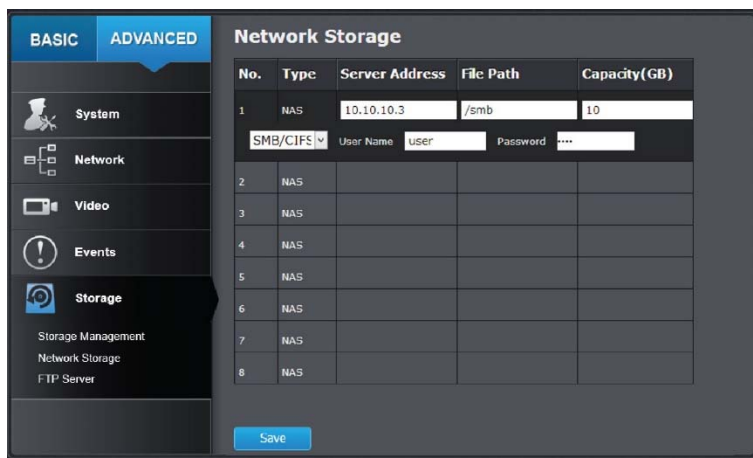 BASIC ADVANCED
System
Network
Video
Events
Storage
Storage Management
Network Storage
FTP Server
Network Storage
No. Type Server Address File Path Capacity(GB)
1 NAS 10.10.10.3 /smb 10
SMB/CIFS User Name user Password ••••
2 NAS
3 NAS
4 NAS
5 NAS
6 NAS
7 NAS
8 NAS
Save